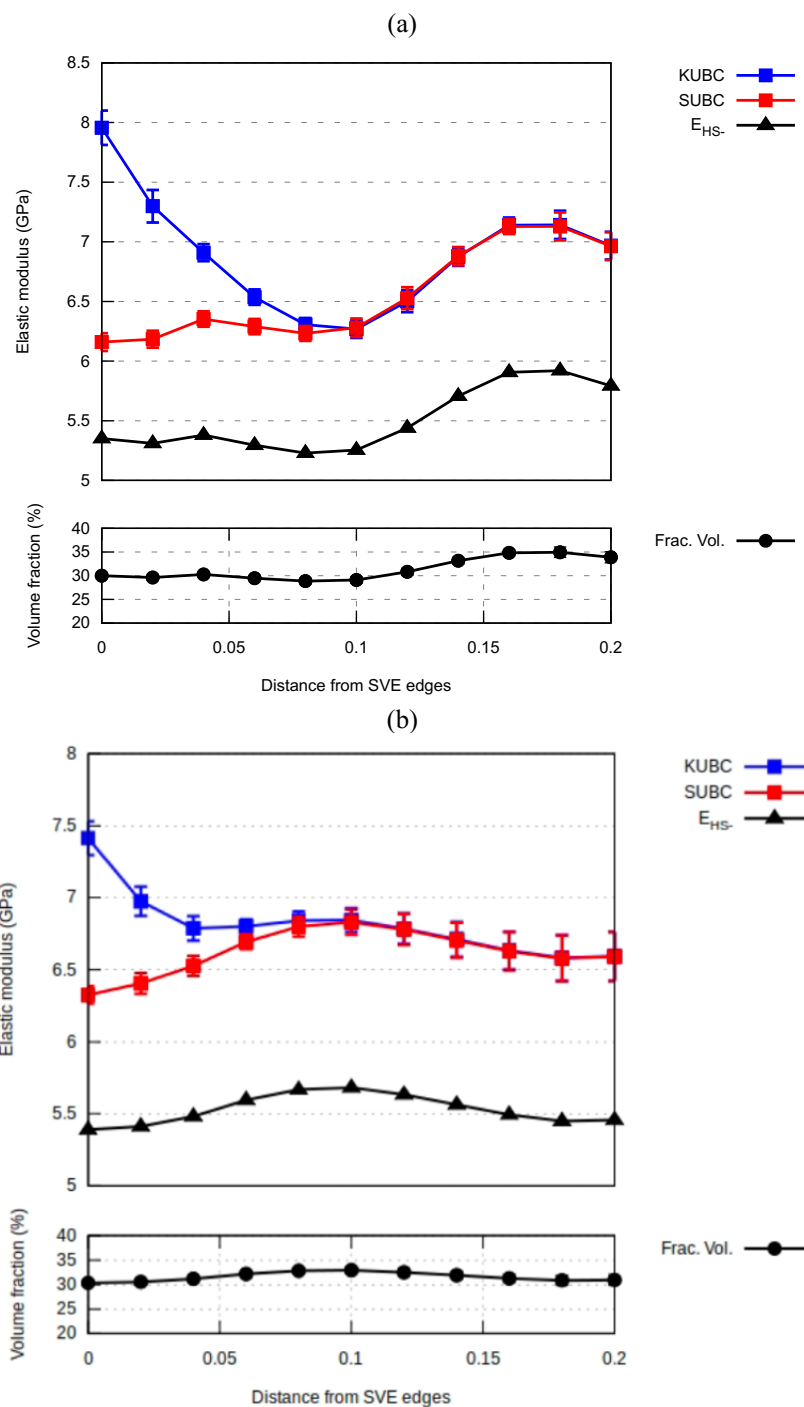 (a)
KUBC
SUBC
E_HS-
Elastic modulus (GPa)
8.5
8
7.5
7
6.5
6
5.5
5
Frac. Vol.
Volume fraction (%)
40
35
30
25
20
0 0.05 0.1 0.15 0.2
Distance from SVE edges
(b)
KUBC
SUBC
E_HS-
Elastic modulus (GPa)
8
7.5
7
6.5
6
5.5
5
Frac. Vol.
Volume fraction (%)
40
35
30
25
20
0 0.05 0.1 0.15 0.2
Distance from SVE edges